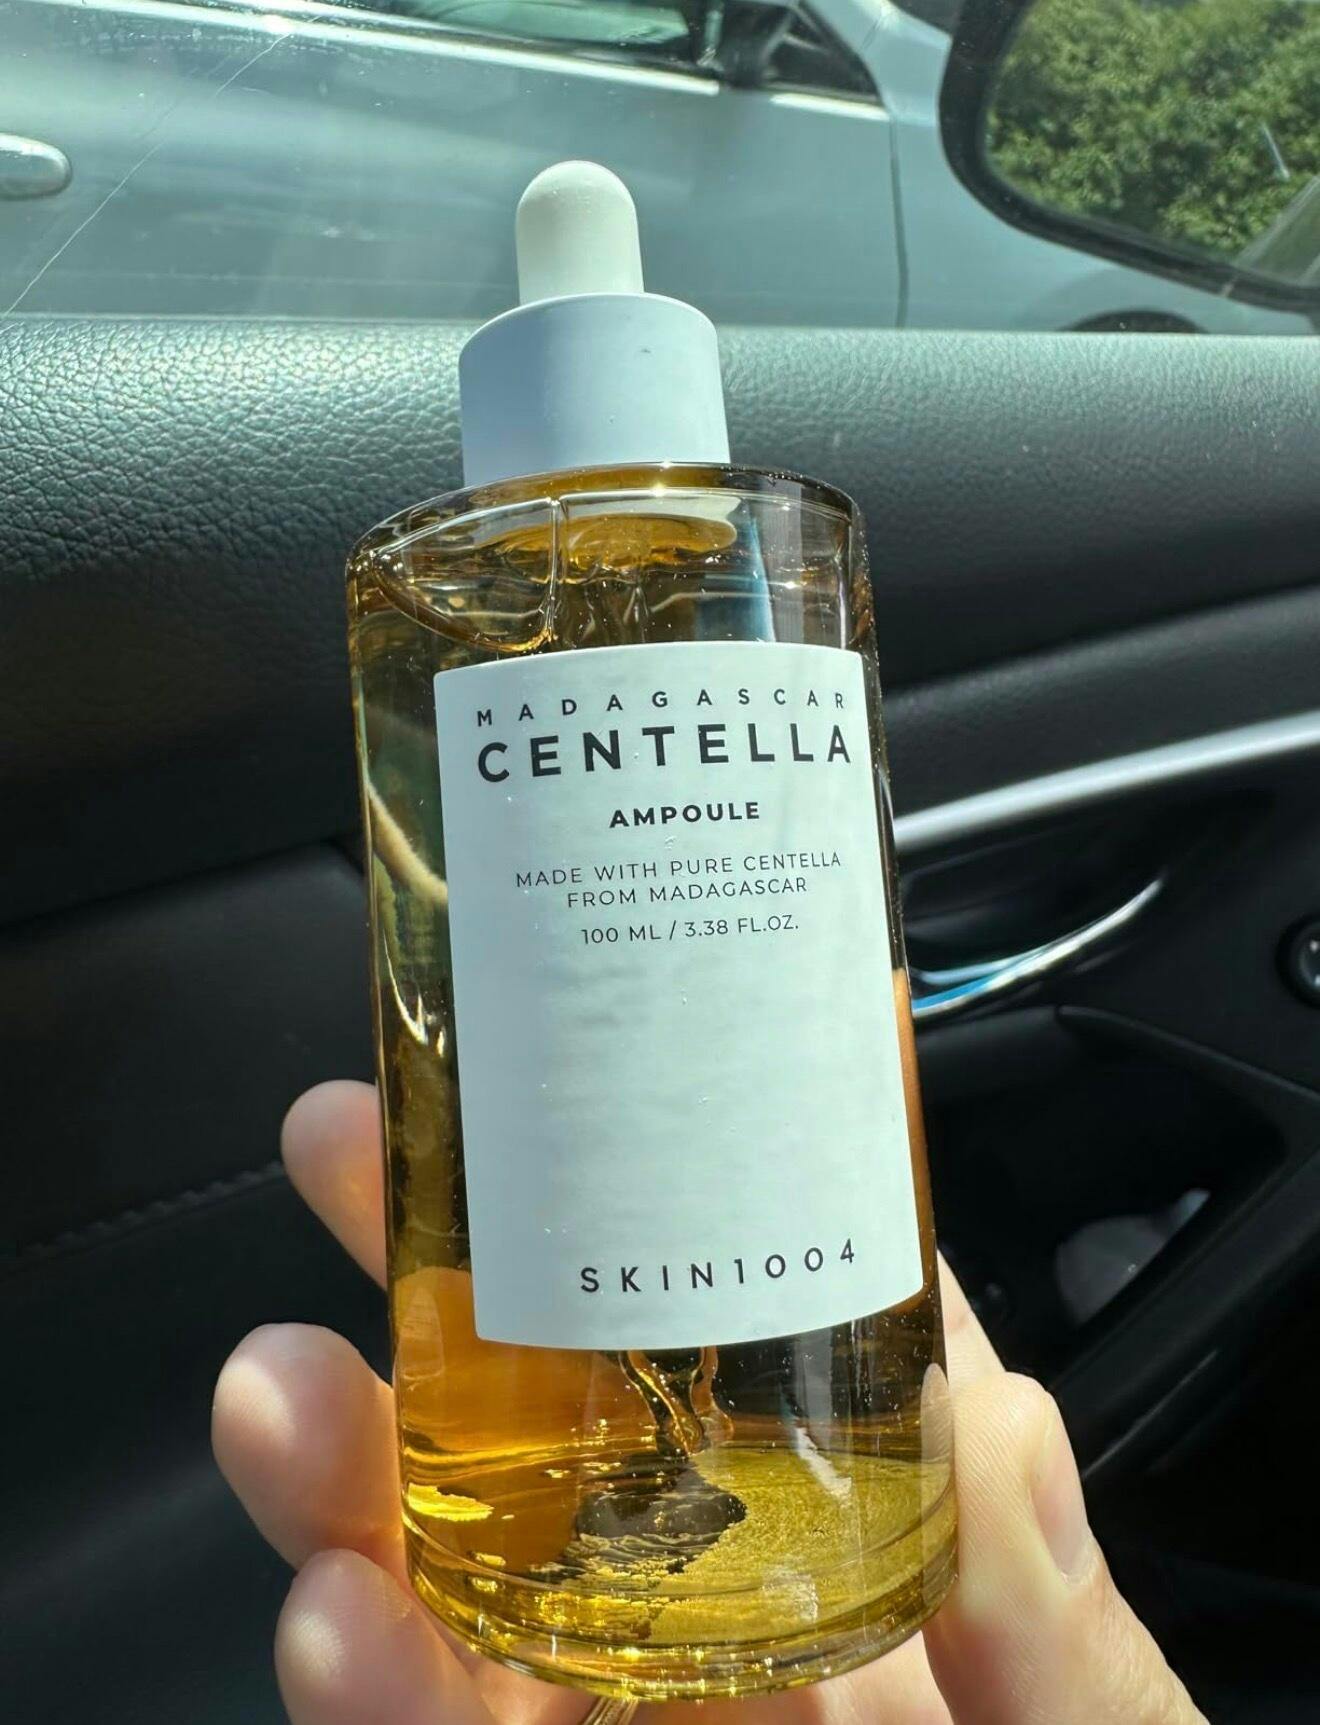 MADAGASCAR
CENTELLA
AMPOULE
MADE WITH PURE CENTELLA
FROM MADAGASCAR
100 ML / 3.38 FL.OZ.
SKIN1004